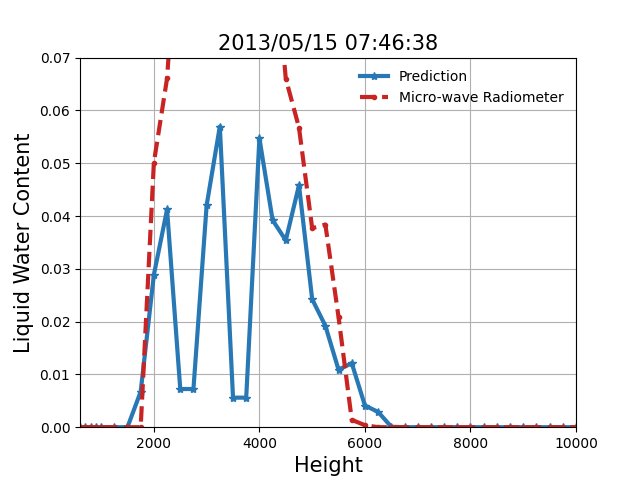 2013/05/15 07:46:38
Liquid Water Content
0.07
0.06
0.05
0.04
0.03
0.02
0.01
0.00
Prediction
Micro-wave Radiometer
2000 4000 6000 8000 10000
Height